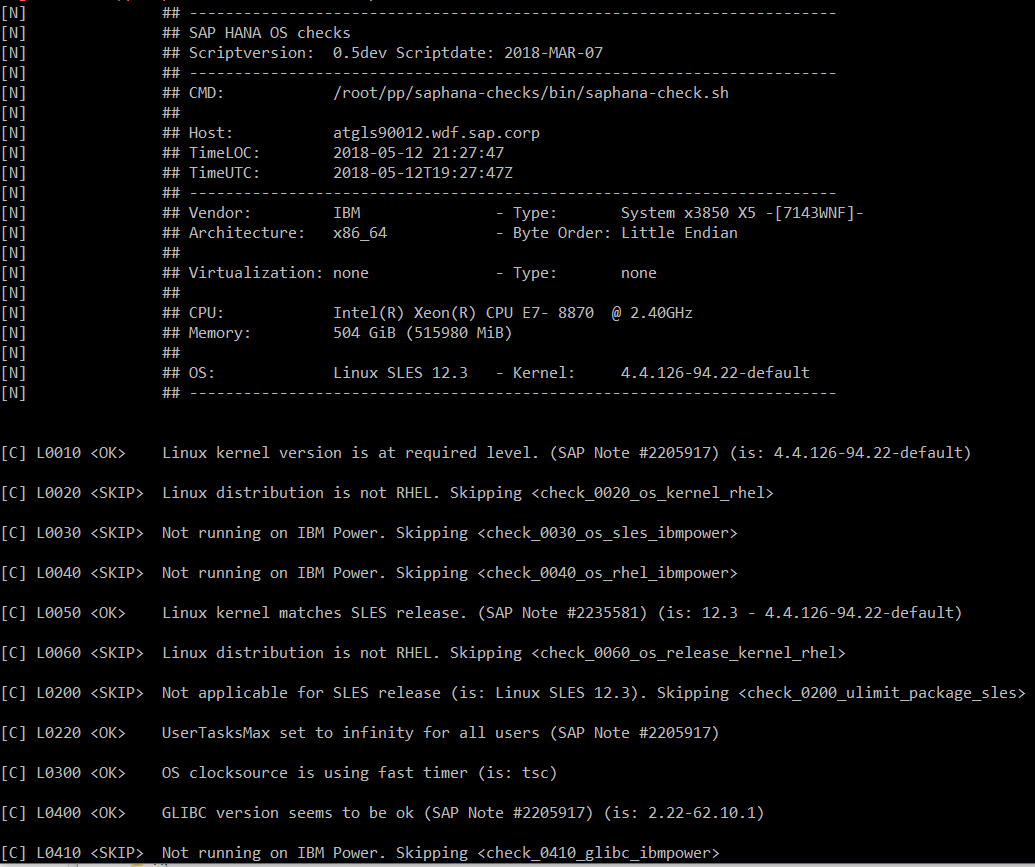 [N] ## ------------------------------------------------------------------------
[N] ## SAP HANA OS checks
[N] ## Scriptversion: 0.5dev Scriptdate: 2018-MAR-07
[N] ## ------------------------------------------------------------------------
[N] ## CMD: /root/pp/saphana-checks/bin/saphana-check.sh
[N] ##
[N] ## Host: atgls90012.wdf.sap.corp
[N] ## TimeLOC: 2018-05-12 21:27:47
[N] ## TimeUTC: 2018-05-12T19:27:47Z
[N] ## ------------------------------------------------------------------------
[N] ## Vendor: IBM - Type: System x3850 X5 -[7143WNF]-
[N] ## Architecture: x86_64 - Byte Order: Little Endian
[N] ##
[N] ## Virtualization: none - Type: none
[N] ##
[N] ## CPU: Intel(R) Xeon(R) CPU E7- 8870 @ 2.40GHz
[N] ## Memory: 504 GiB (515980 MiB)
[N] ##
[N] ## OS: Linux SLES 12.3 - Kernel: 4.4.126-94.22-default
[N] ## ------------------------------------------------------------------------
[C] L0010 <OK> Linux kernel version is at required level. (SAP Note #2205917) (is: 4.4.126-94.22-default)
[C] L0020 <SKIP> Linux distribution is not RHEL. Skipping <check_0020_os_kernel_rhel>
[C] L0030 <SKIP> Not running on IBM Power. Skipping <check_0030_os_sles_ibmpower>
[C] L0040 <SKIP> Not running on IBM Power. Skipping <check_0040_os_rhel_ibmpower>
[C] L0050 <OK> Linux kernel matches SLES release. (SAP Note #2235581) (is: 12.3 - 4.4.126-94.22-default)
[C] L0060 <SKIP> Linux distribution is not RHEL. Skipping <check_0060_os_release_kernel_rhel>
[C] L0200 <SKIP> Not applicable for SLES release (is: Linux SLES 12.3). Skipping <check_0200_ulimit_package_sles>
[C] L0220 <OK> UserTasksMax set to infinity for all users (SAP Note #2205917)
[C] L0300 <OK> OS clocksource is using fast timer (is: tsc)
[C] L0400 <OK> GLIBC version seems to be ok (SAP Note #2205917) (is: 2.22-62.10.1)
[C] L0410 <SKIP> Not running on IBM Power. Skipping <check_0410_glibc_ibmpower>